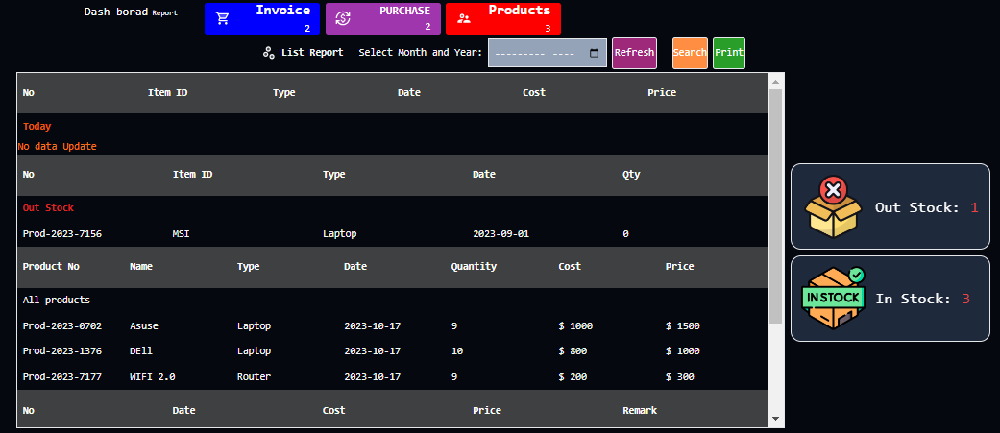 Dash borad Report
Invoice
2
PURCHASE
2
Products
3
List Report Select Month and Year: --------- ---- Refresh Search Print
No Item ID Type Date Cost Price
Today
No data Update
No Item ID Type Date Qty
Out Stock
Prod-2023-7156 MSI Laptop 2023-09-01 0
Product No Name Type Date Quantity Cost Price
All products
Prod-2023-0702 Asuse Laptop 2023-10-17 9 $ 1000 $ 1500
Prod-2023-1376 DEll Laptop 2023-10-17 10 $ 800 $ 1000
Prod-2023-7177 WIFI 2.0 Router 2023-10-17 9 $ 200 $ 300
No Date Cost Price Remark
Out Stock: 1
IN STOCK
In Stock: 3